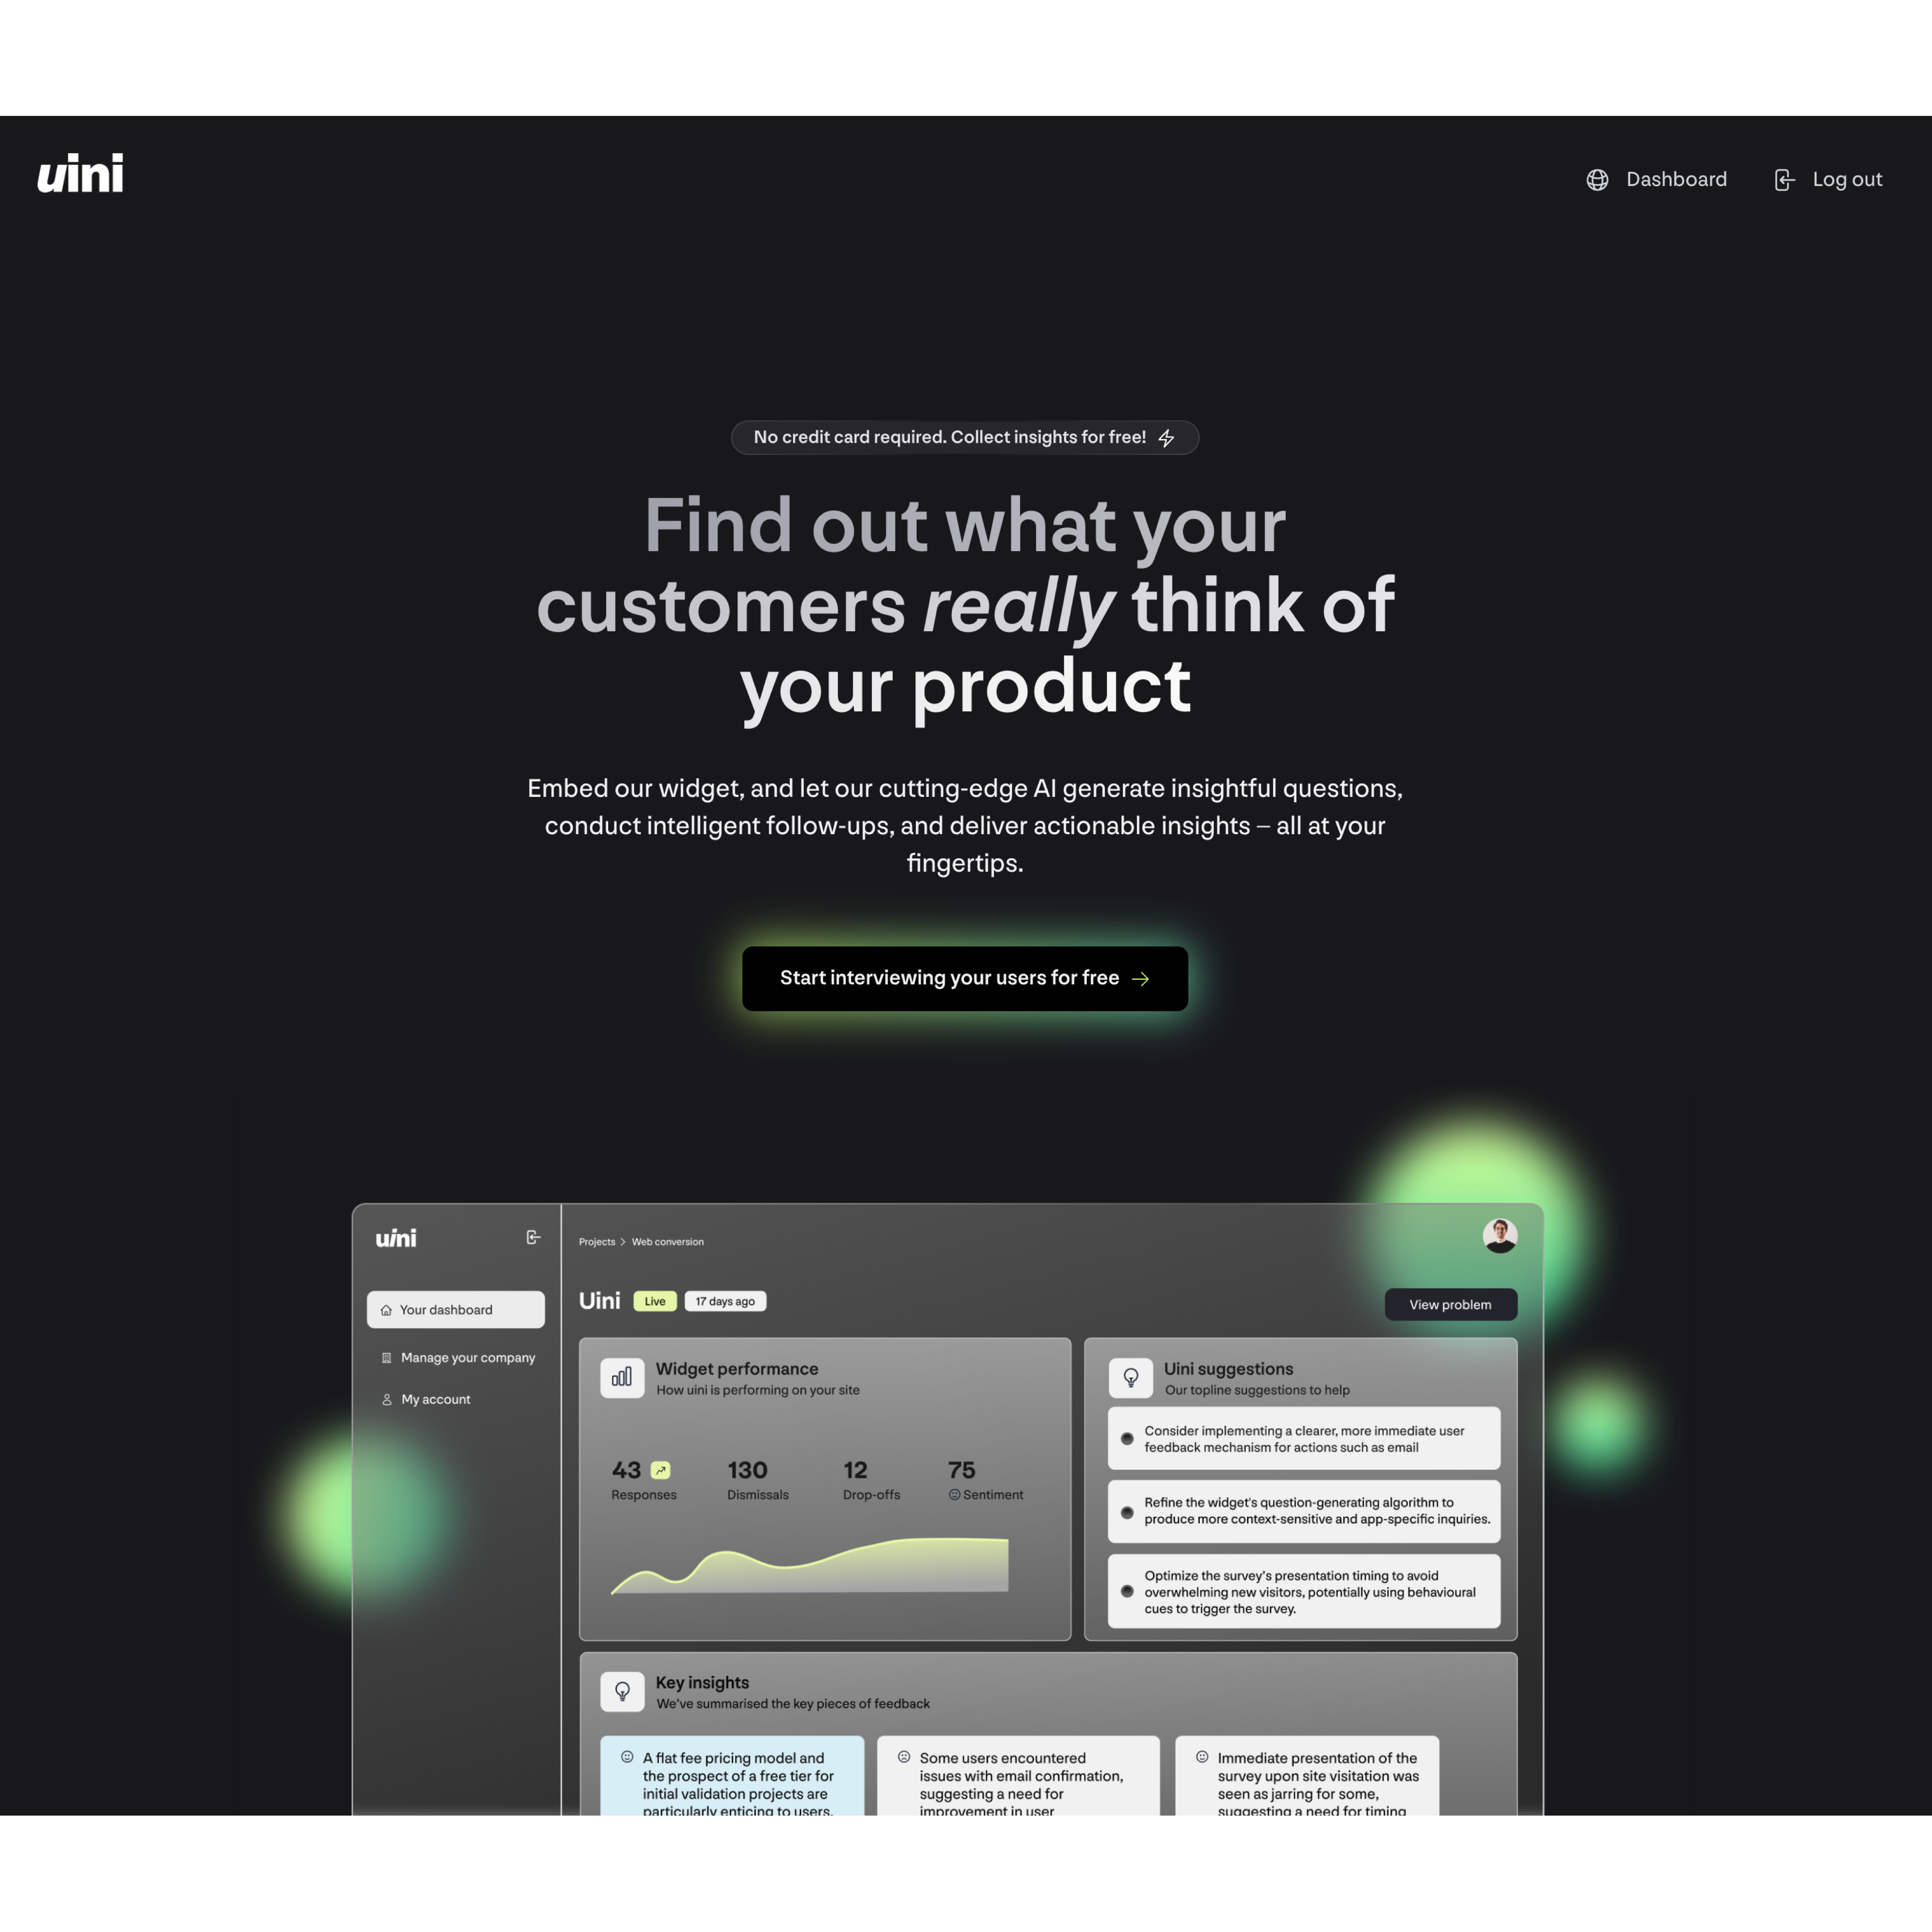 uini
Dashboard
Log out
No credit card required. Collect insights for free!
Find out what your
customers really think of
your product
Embed our widget, and let our cutting-edge AI generate insightful questions,
conduct intelligent follow-ups, and deliver actionable insights – all at your
fingertips.
Start interviewing your users for free
uini
Your dashboard
Manage your company
My account
Projects > Web conversion
Uini
Live
17 days ago
View problem
Widget performance
How uini is performing on your site
43
Responses
130
Dismissals
12
Drop-offs
75
Sentiment
Uini suggestions
Our topline suggestions to help
Consider implementing a clearer, more immediate user
feedback mechanism for actions such as email
Refine the widget's question-generating algorithm to
produce more context-sensitive and app-specific inquiries.
Optimize the survey's presentation timing to avoid
overwhelming new visitors, potentially using behavioural
cues to trigger the survey.
Key insights
We've summarised the key pieces of feedback
A flat fee pricing model and
the prospect of a free tier for
initial validation projects are
particularly enticing to users.
Some users encountered
issues with email confirmation,
suggesting a need for
improvement in user
Immediate presentation of the
survey upon site visitation was
seen as jarring for some,
suggesting a need for timing